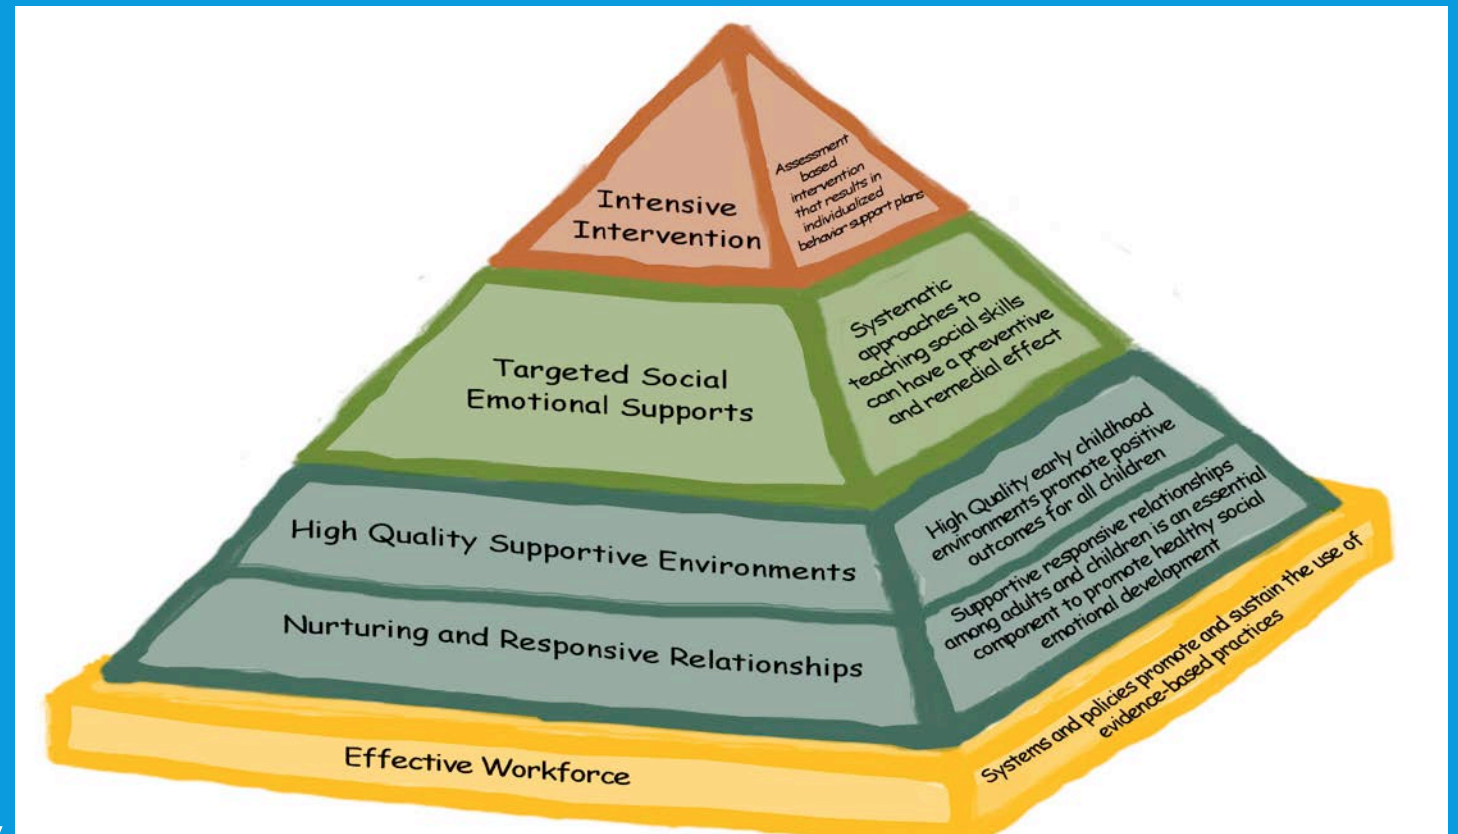 Intensive
Intervention
Assessment
based
intervention
that results in
individualized
behavior support plans
Targeted Social
Emotional Supports
Systematic
approaches to
teaching social skills
can have a preventive
and remedial effect
High Quality Supportive Environments
High Quality early childhood
environments promote positive
outcomes for all children
Nurturing and Responsive Relationships
Supportive responsive relationships
among adults and children is an essential
component to promote healthy social
emotional development
Effective Workforce
Systems and policies promote and sustain the use of
evidence-based practices